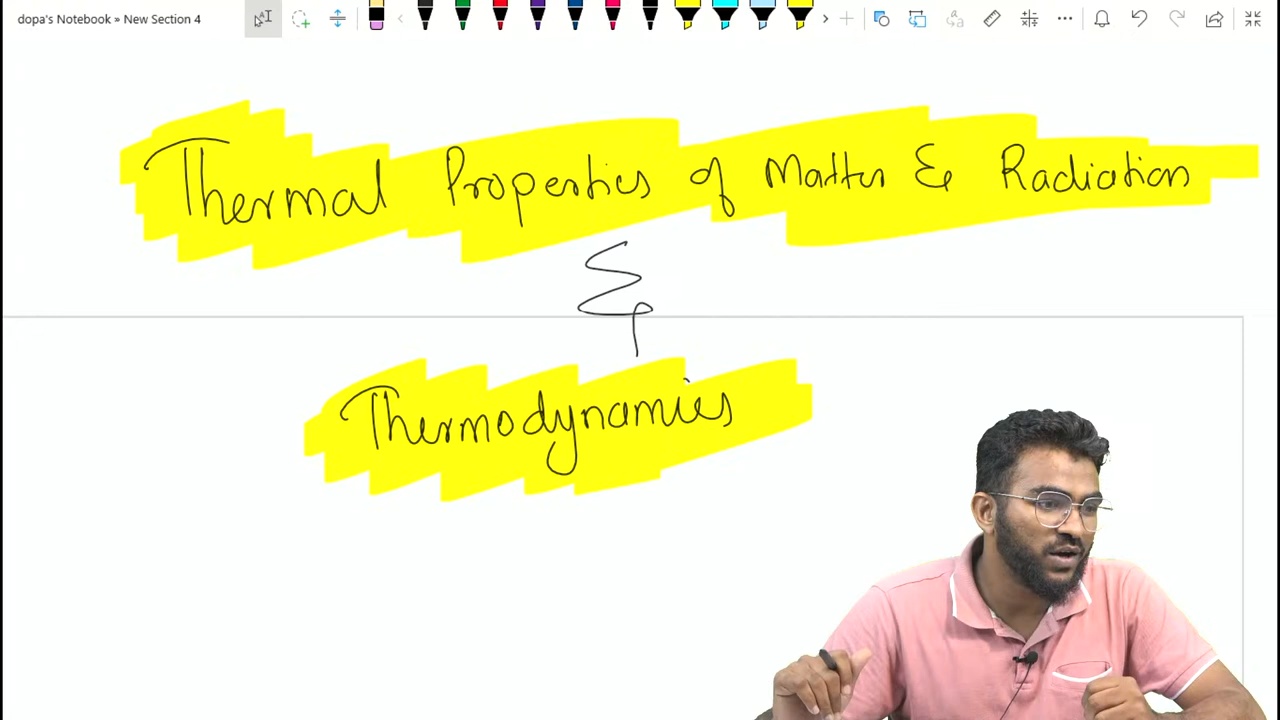 dopa's Notebook » New Section 4
Thermal Properties of Matter & Radiation
&
Thermodynamics